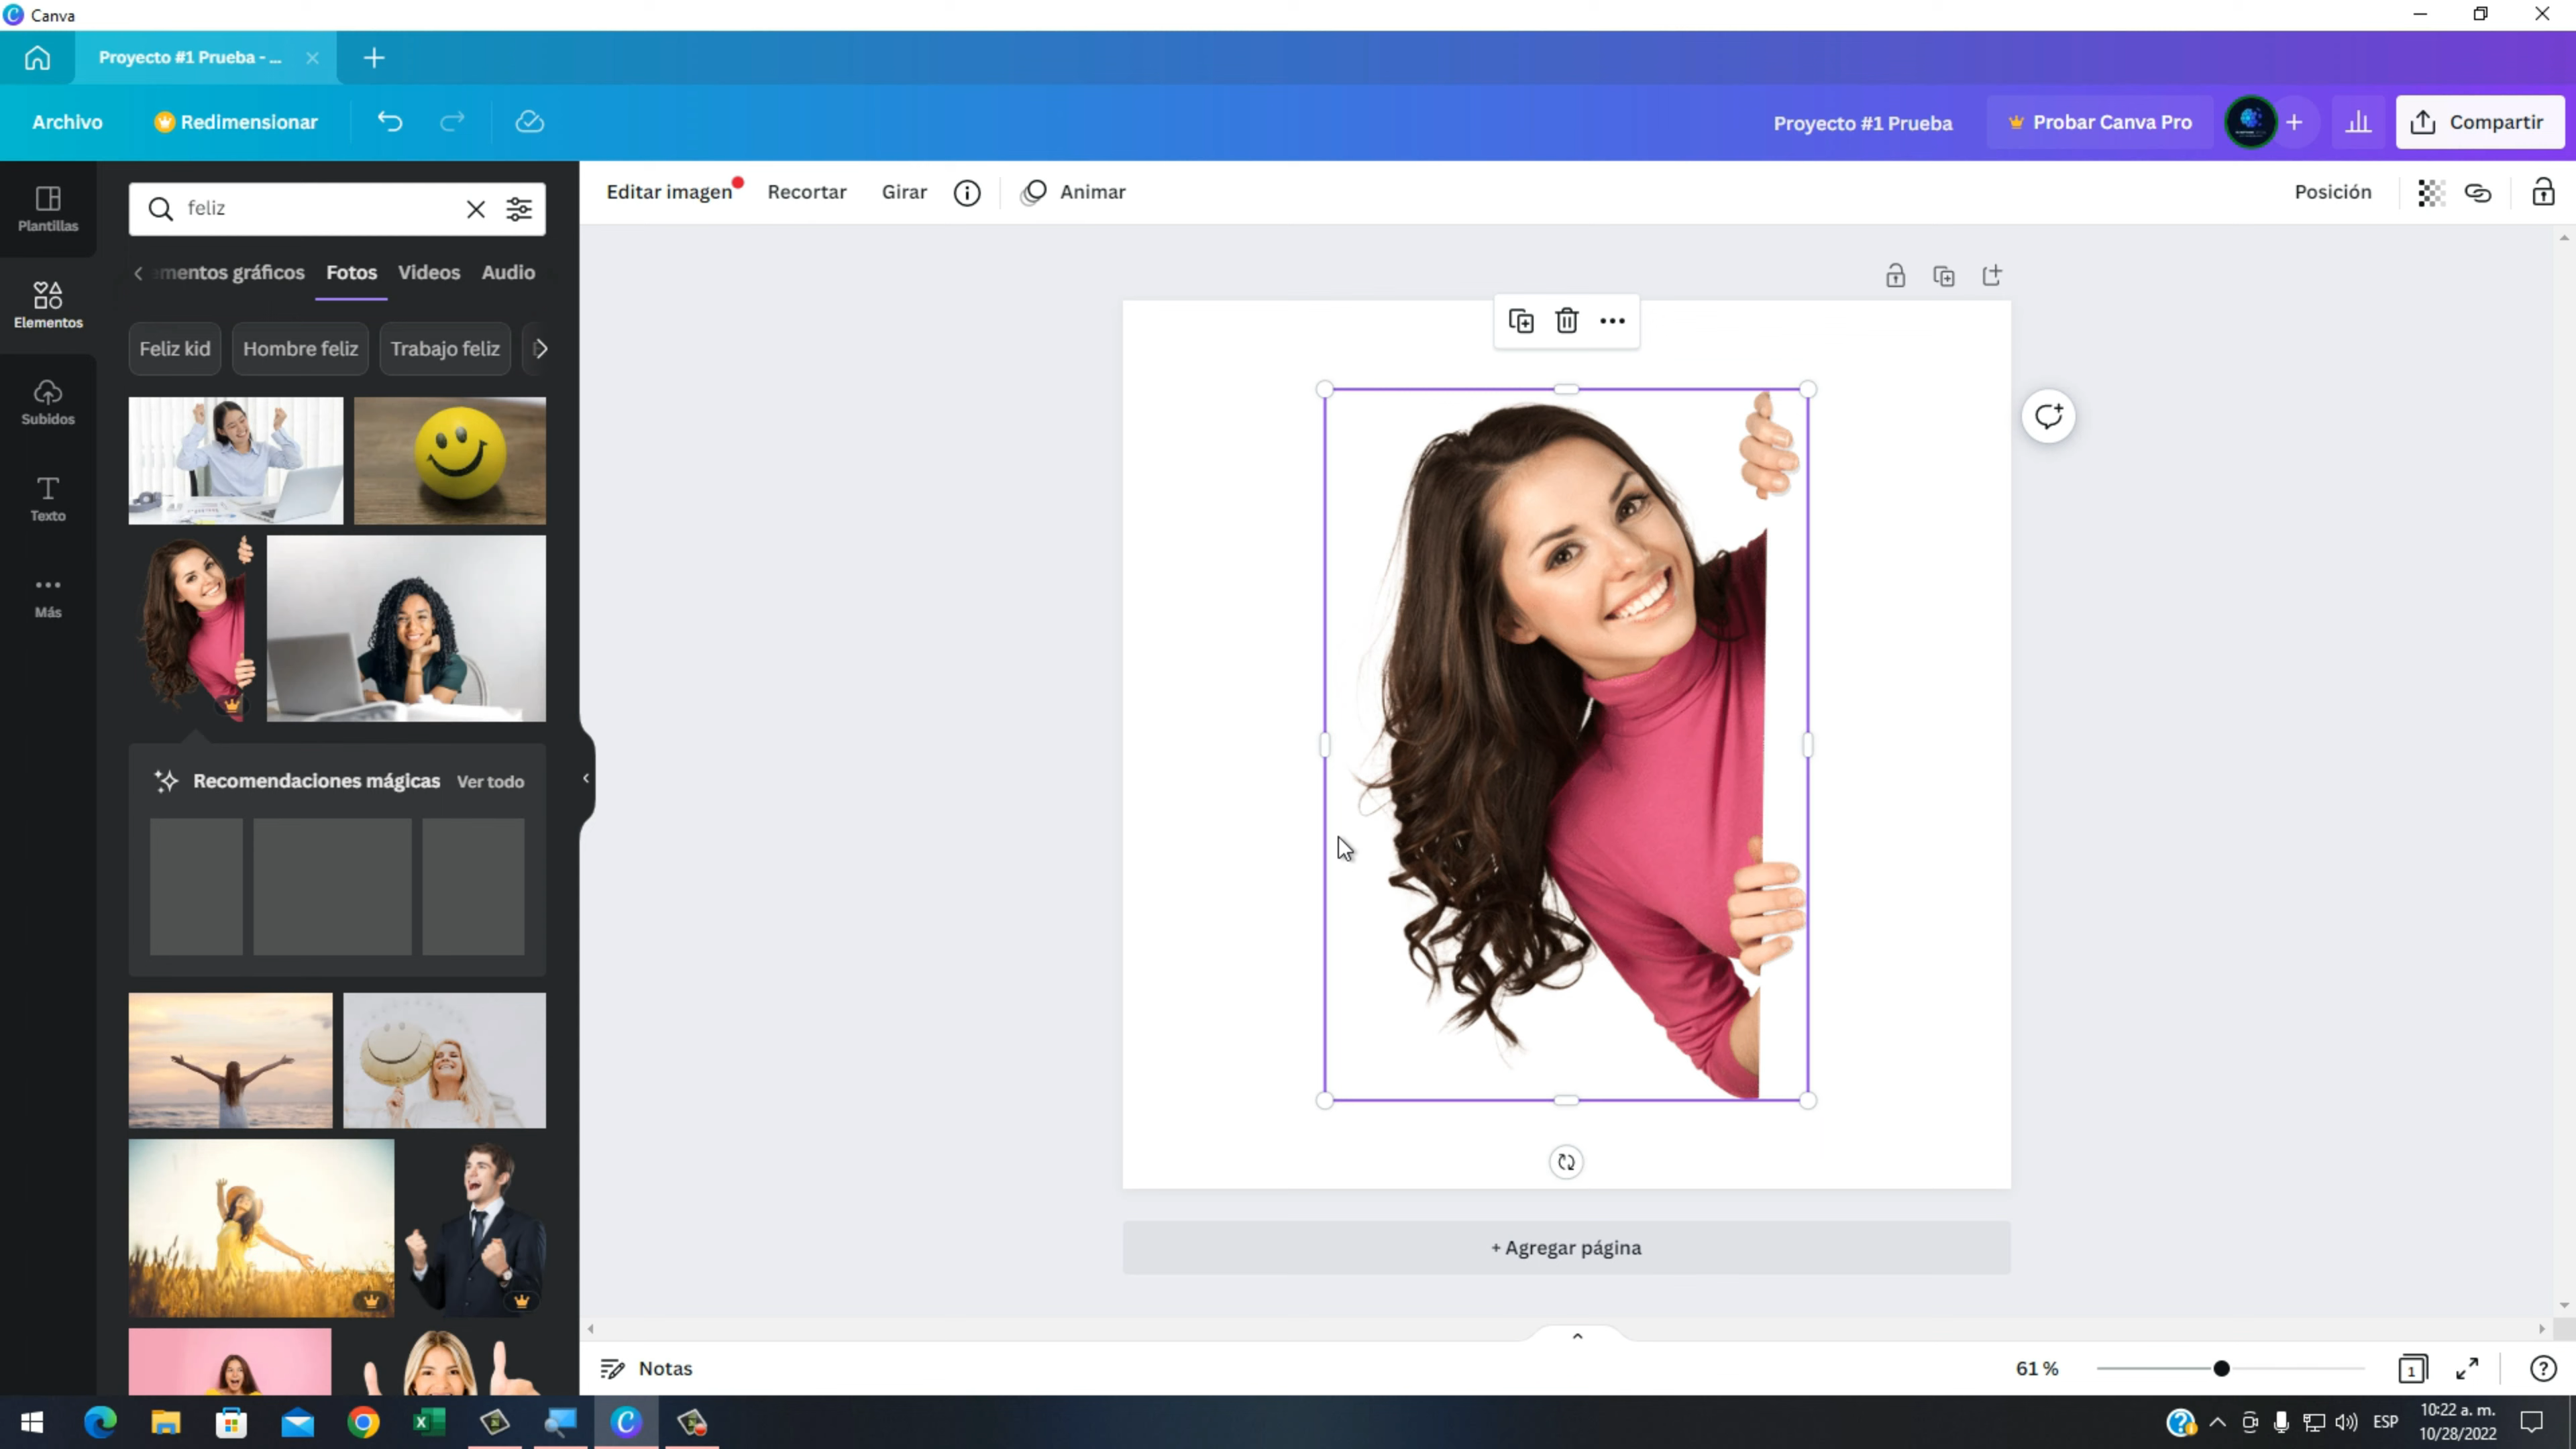 Canva
Proyecto #1 Prueba - ...
Archivo
Redimensionar
Proyecto #1 Prueba
Probar Canva Pro
Compartir
Plantillas
Elementos
Subidos
Texto
Más
feliz
mentos gráficos
Fotos
Videos
Audio
Feliz kid
Hombre feliz
Trabajo feliz
Recomendaciones mágicas
Ver todo
Editar imagen
Recortar
Girar
Animar
Posición
+ Agregar página
Notas
61 %
1
ESP
10:22 a. m.
10/28/2022